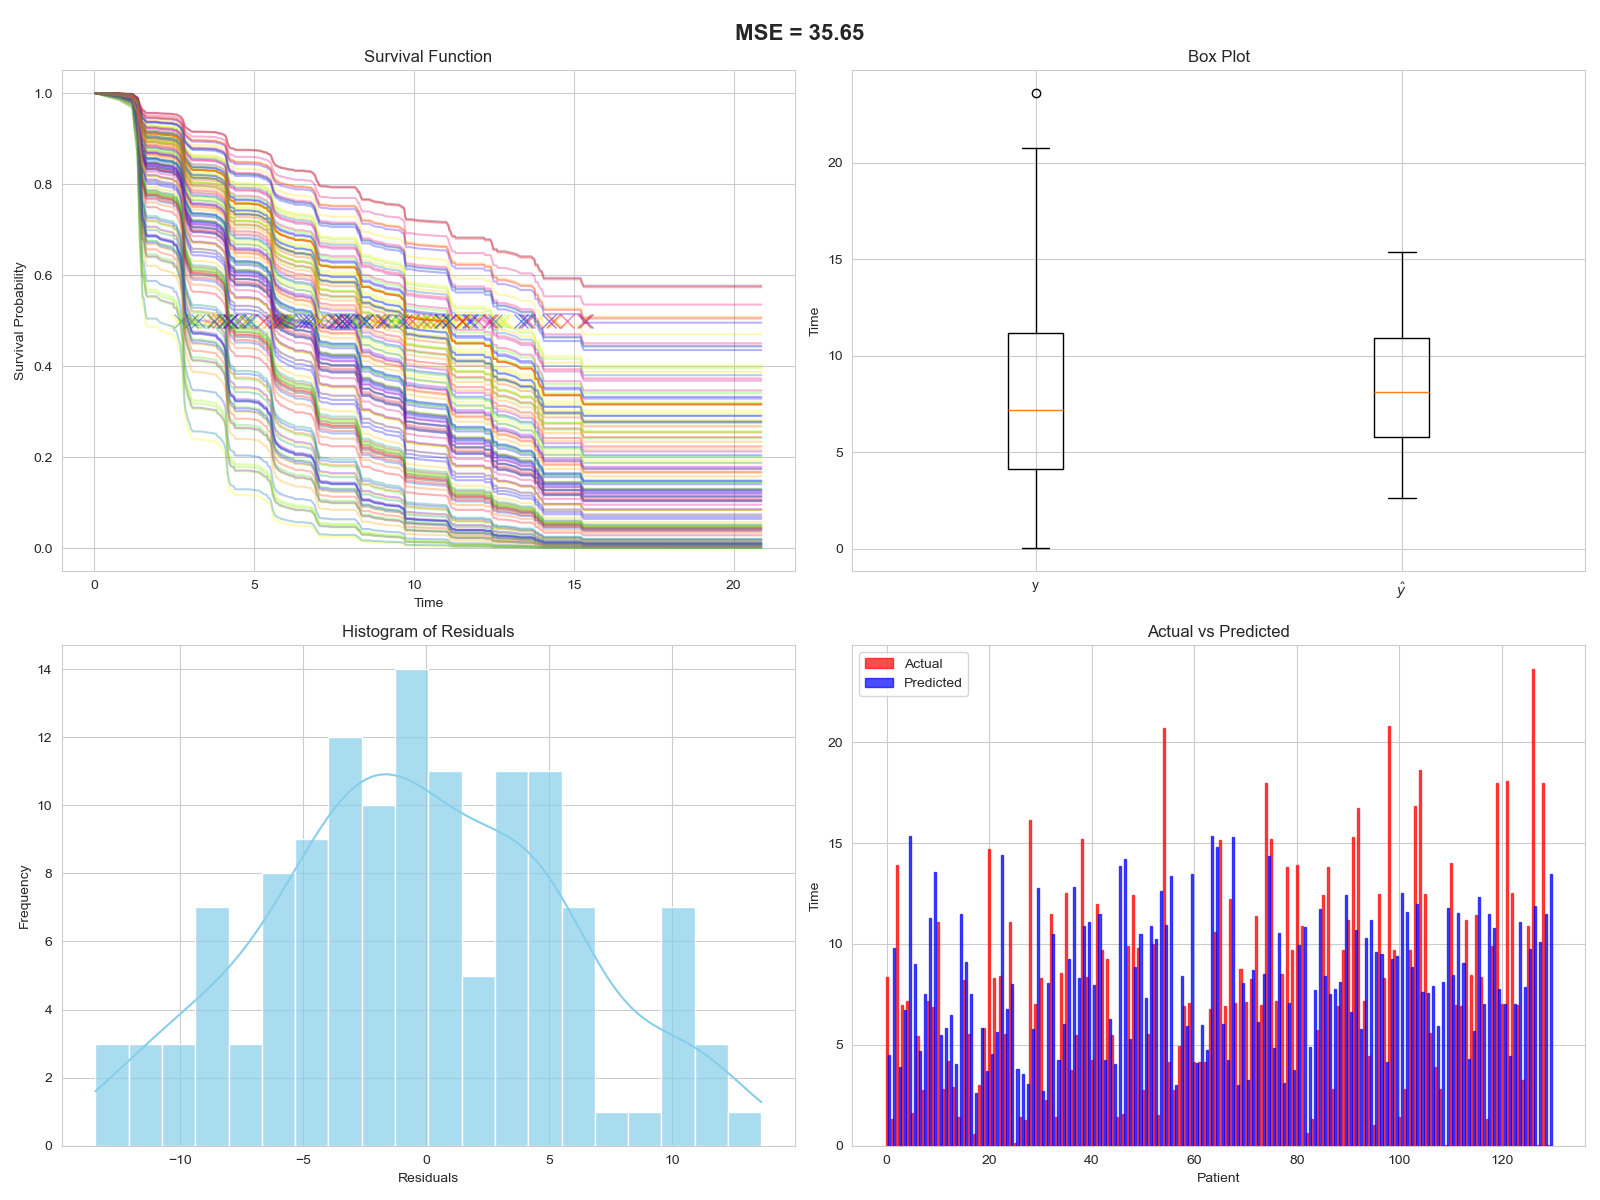 MSE = 35.65
Survival Function
1.0
0.8
0.6
0.4
0.2
0.0
Survival Probability
0 5 10 15 20
Time
Box Plot
20
15
10
5
0
Time
y ŷ
Histogram of Residuals
14
12
10
8
6
4
2
0
Frequency
−10 −5 0 5 10
Residuals
Actual vs Predicted
Actual
Predicted
20
15
10
5
0
Time
0 20 40 60 80 100 120
Patient